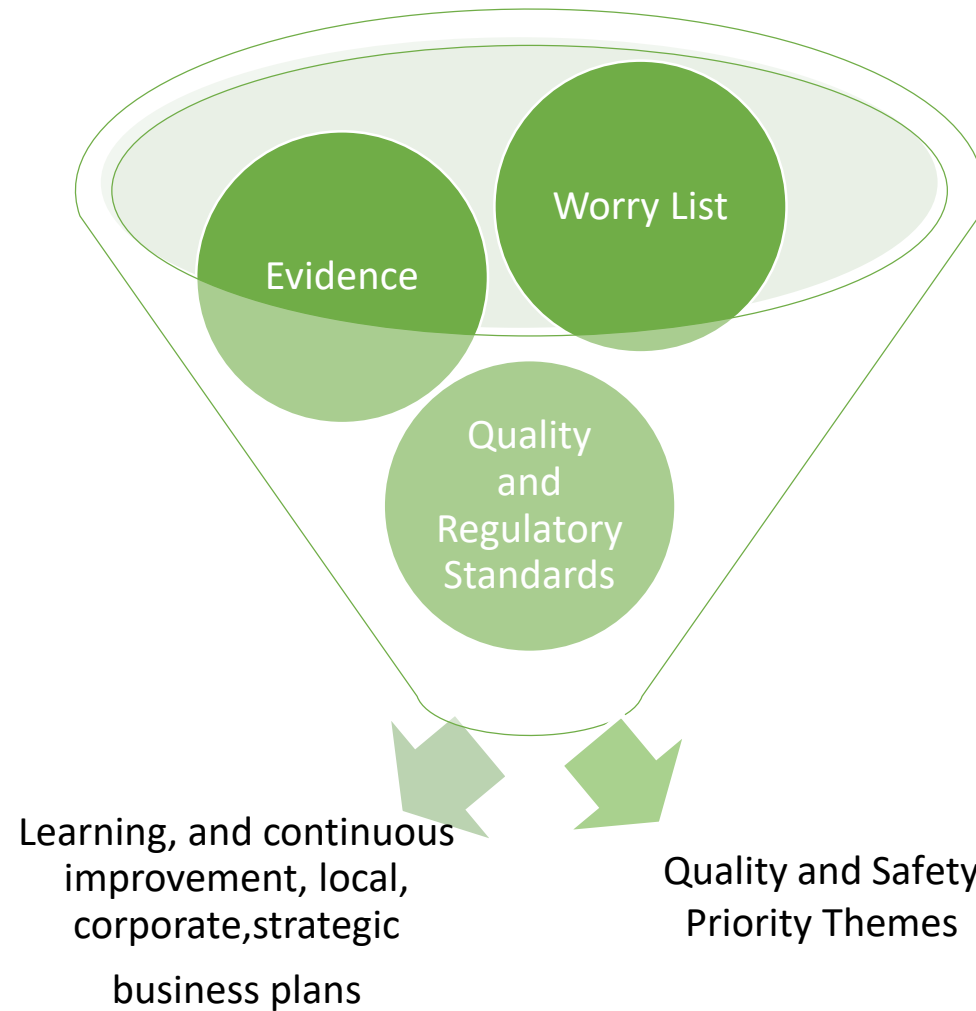 Worry List
Evidence
Quality
and
Regulatory
Standards
Learning, and continuous
improvement, local,
corporate,strategic
business plans
Quality and Safety
Priority Themes